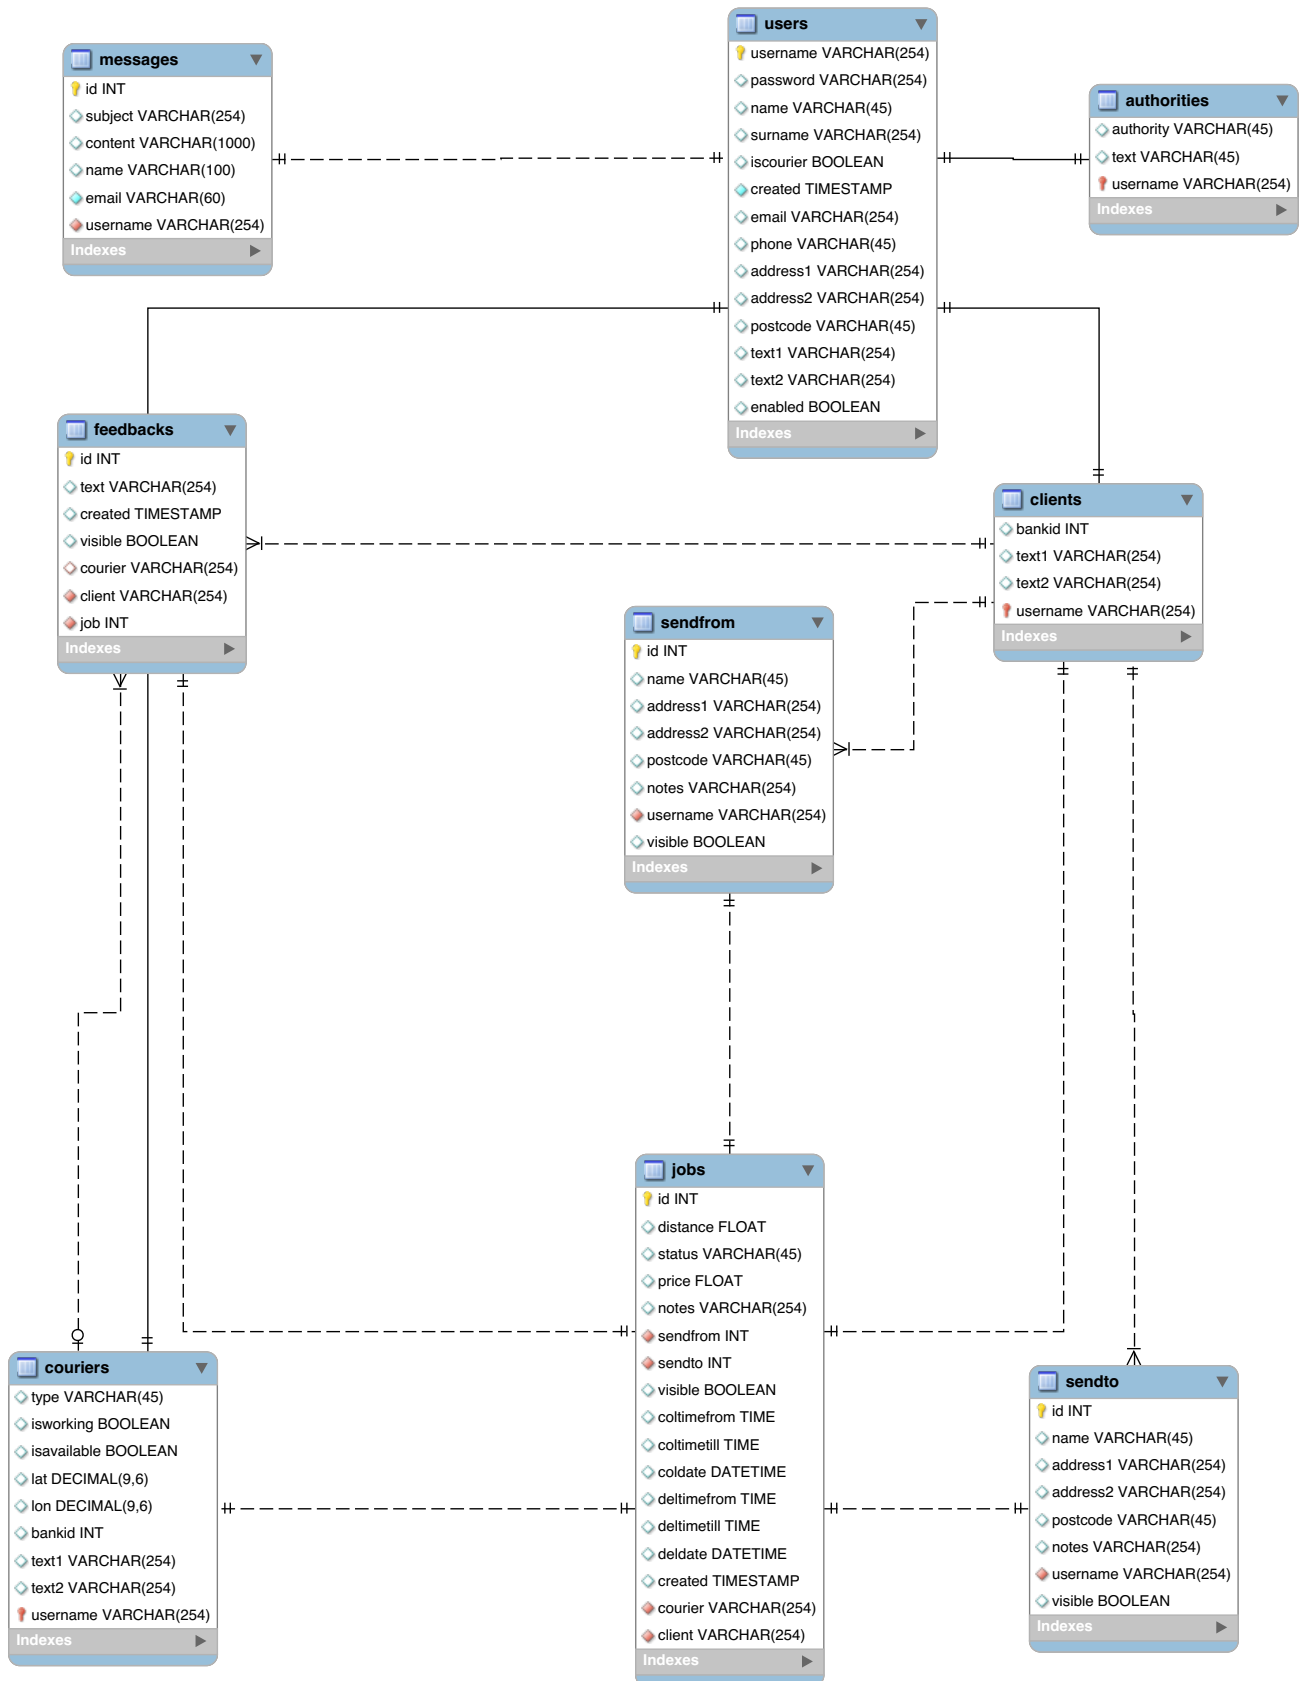 users
username VARCHAR(254)
password VARCHAR(254)
name VARCHAR(45)
surname VARCHAR(254)
iscourier BOOLEAN
created TIMESTAMP
email VARCHAR(254)
phone VARCHAR(45)
address1 VARCHAR(254)
address2 VARCHAR(254)
postcode VARCHAR(45)
text1 VARCHAR(254)
text2 VARCHAR(254)
enabled BOOLEAN
Indexes
messages
id INT
subject VARCHAR(254)
content VARCHAR(1000)
name VARCHAR(100)
email VARCHAR(60)
username VARCHAR(254)
Indexes
authorities
authority VARCHAR(45)
text VARCHAR(45)
username VARCHAR(254)
Indexes
feedbacks
id INT
text VARCHAR(254)
created TIMESTAMP
visible BOOLEAN
courier VARCHAR(254)
client VARCHAR(254)
job INT
Indexes
clients
bankid INT
text1 VARCHAR(254)
text2 VARCHAR(254)
username VARCHAR(254)
Indexes
sendfrom
id INT
name VARCHAR(45)
address1 VARCHAR(254)
address2 VARCHAR(254)
postcode VARCHAR(45)
notes VARCHAR(254)
username VARCHAR(254)
visible BOOLEAN
Indexes
jobs
id INT
distance FLOAT
status VARCHAR(45)
price FLOAT
notes VARCHAR(254)
sendfrom INT
sendto INT
visible BOOLEAN
coltimefrom TIME
coltimetill TIME
coldate DATETIME
deltimefrom TIME
deltimetill TIME
deldate DATETIME
created TIMESTAMP
courier VARCHAR(254)
client VARCHAR(254)
Indexes
couriers
type VARCHAR(45)
isworking BOOLEAN
isavailable BOOLEAN
lat DECIMAL(9,6)
lon DECIMAL(9,6)
bankid INT
text1 VARCHAR(254)
text2 VARCHAR(254)
username VARCHAR(254)
Indexes
sendto
id INT
name VARCHAR(45)
address1 VARCHAR(254)
address2 VARCHAR(254)
postcode VARCHAR(45)
notes VARCHAR(254)
username VARCHAR(254)
visible BOOLEAN
Indexes